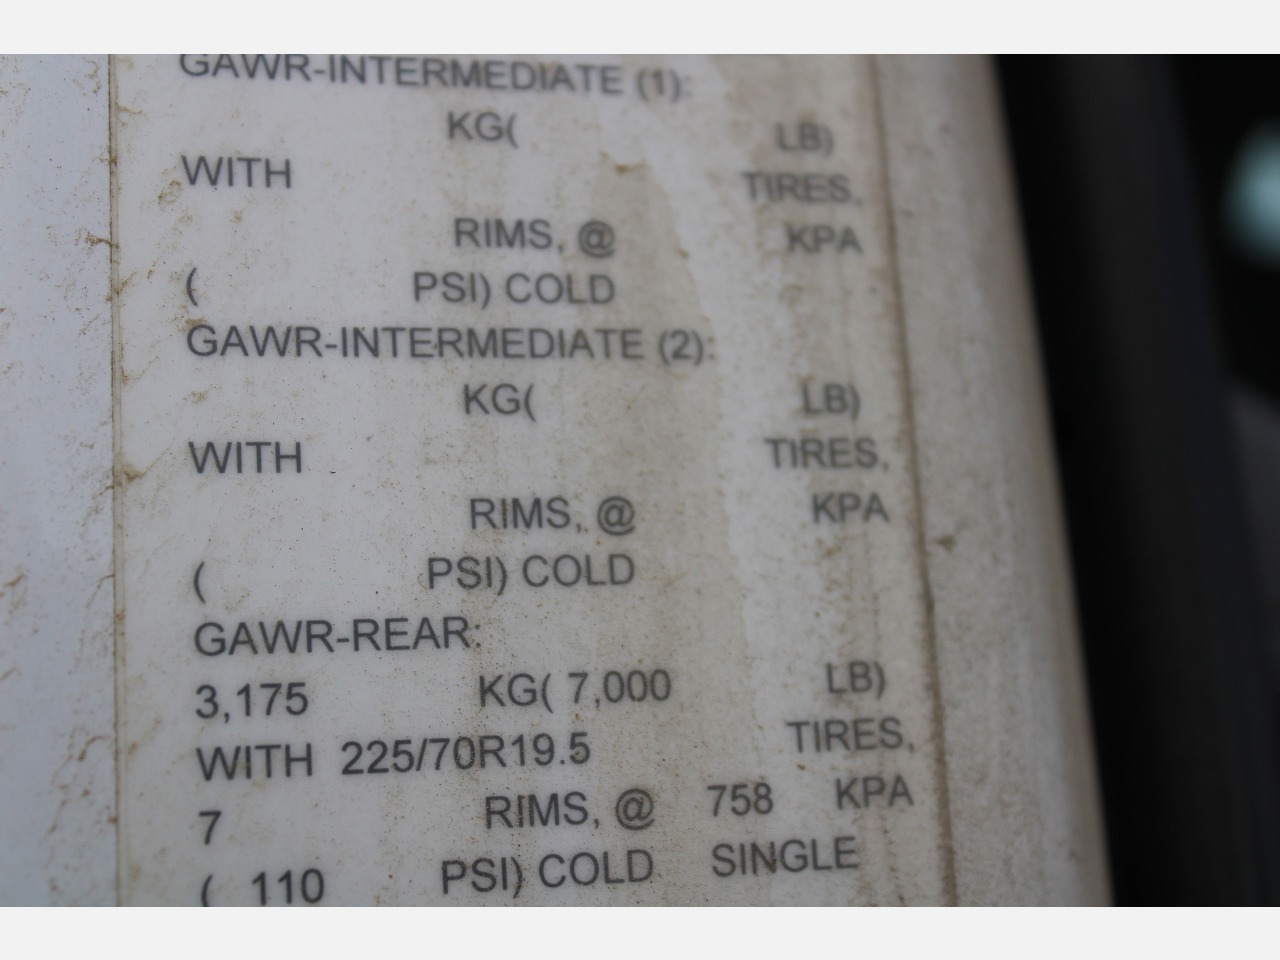 GAWR-INTERMEDIATE (1):
KG( LB)
WITH TIRES,
RIMS, @ KPA
( PSI) COLD
GAWR-INTERMEDIATE (2):
KG( LB)
WITH TIRES,
RIMS, @ KPA
( PSI) COLD
GAWR-REAR:
3,175 KG( 7,000 LB)
WITH 225/70R19.5 TIRES,
7 RIMS, @ 758 KPA
( 110 PSI) COLD SINGLE